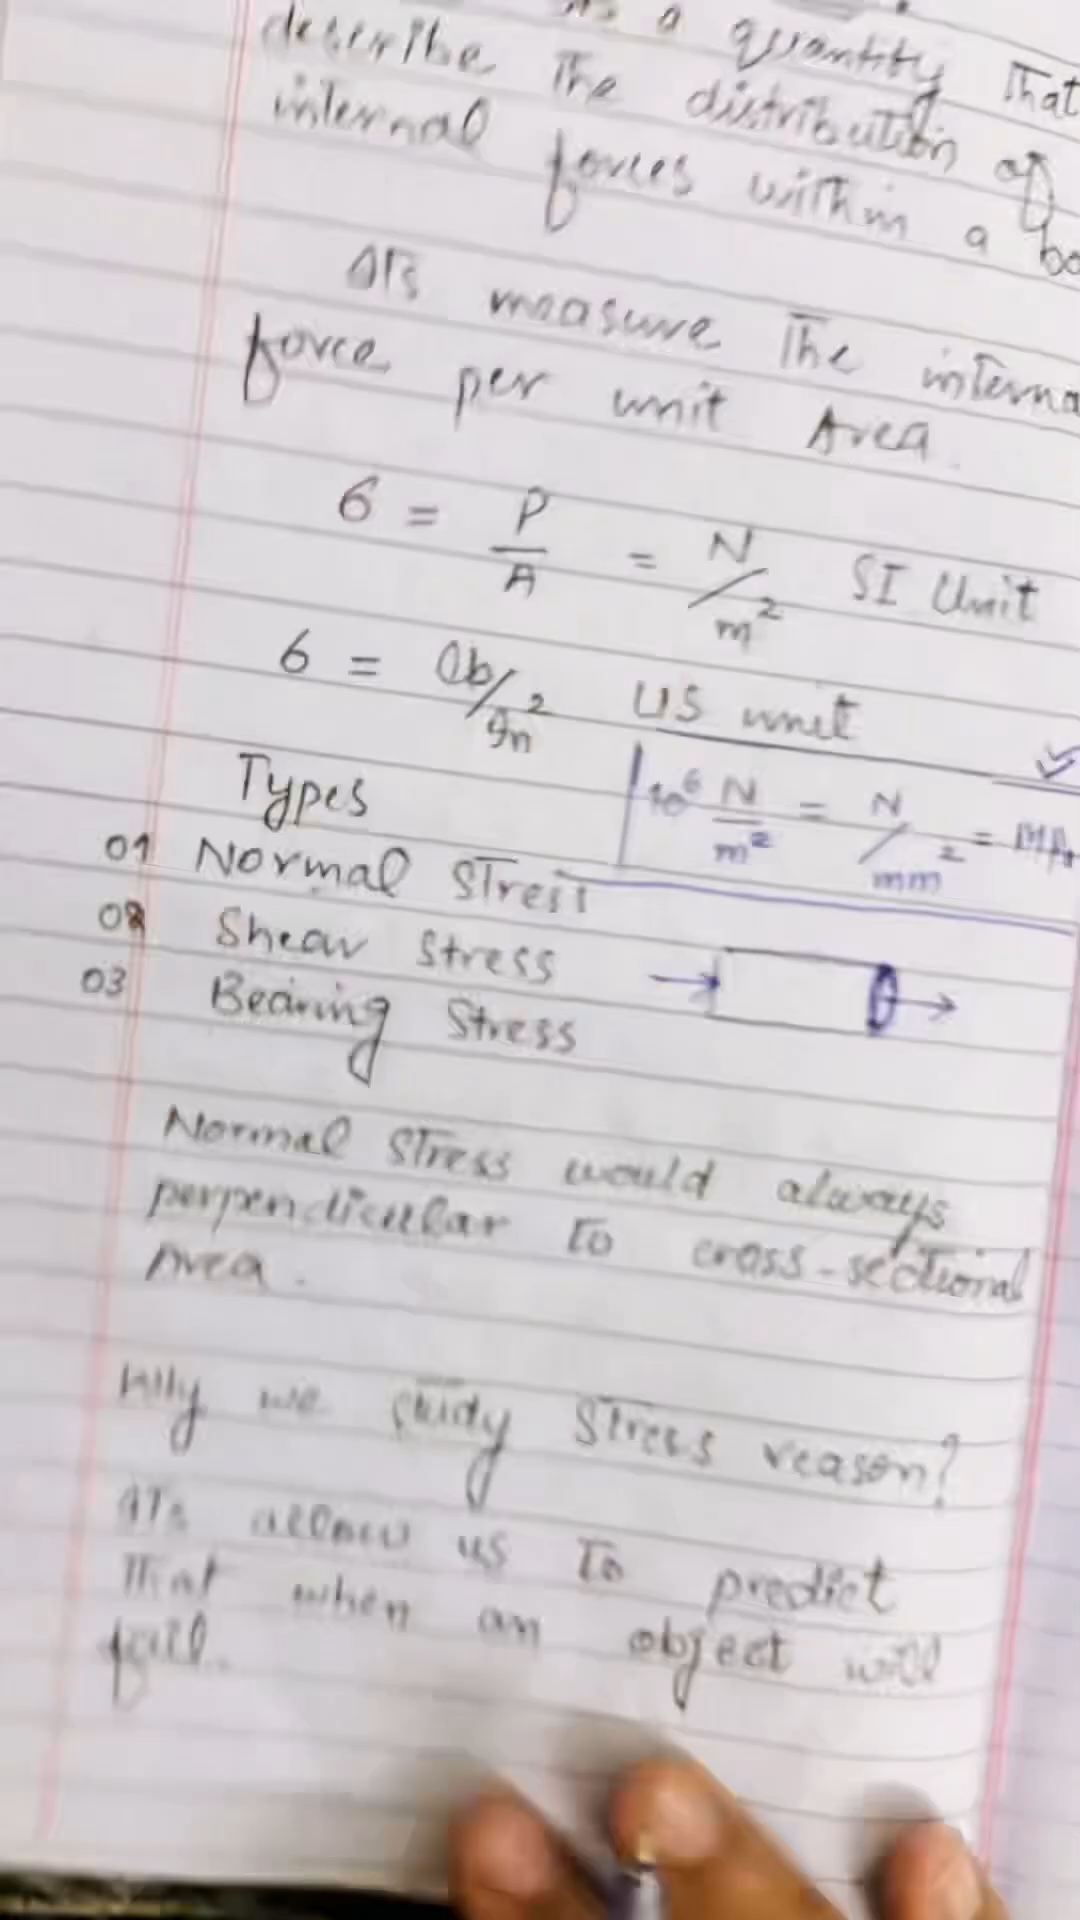 a quantity That
describe The distribution of
internal forces within a
Its measure The interna
force per unit Area.
6 = P/A = N/m² SI Unit
6 = lb/In² US unit
Types
10⁶ N/m² = N/mm² = MPa
01 Normal Stress
02 Shear Stress
03 Bearing Stress
Normal Stress would always
perpendicular to cross-sectional
Area.
Why we study Stress reason?
Its allow us To predict
That when an object will
fail.